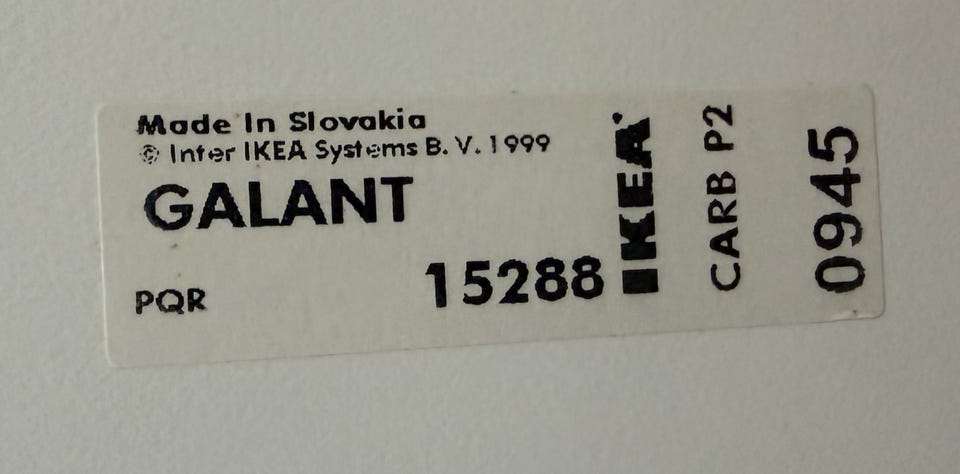 Made In Slovakia
© Inter IKEA Systems B. V. 1999
GALANT
PQR
15288
IKEA
CARB P2
0945